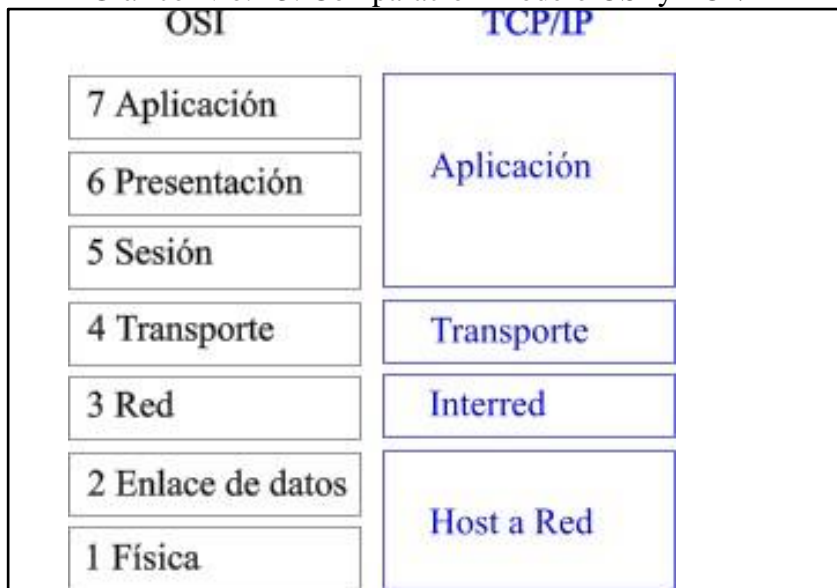 OSI TCP/IP
7 Aplicación
6 Presentación
Aplicación
5 Sesión
4 Transporte
Transporte
3 Red
Interred
2 Enlace de datos
Host a Red
1 Física